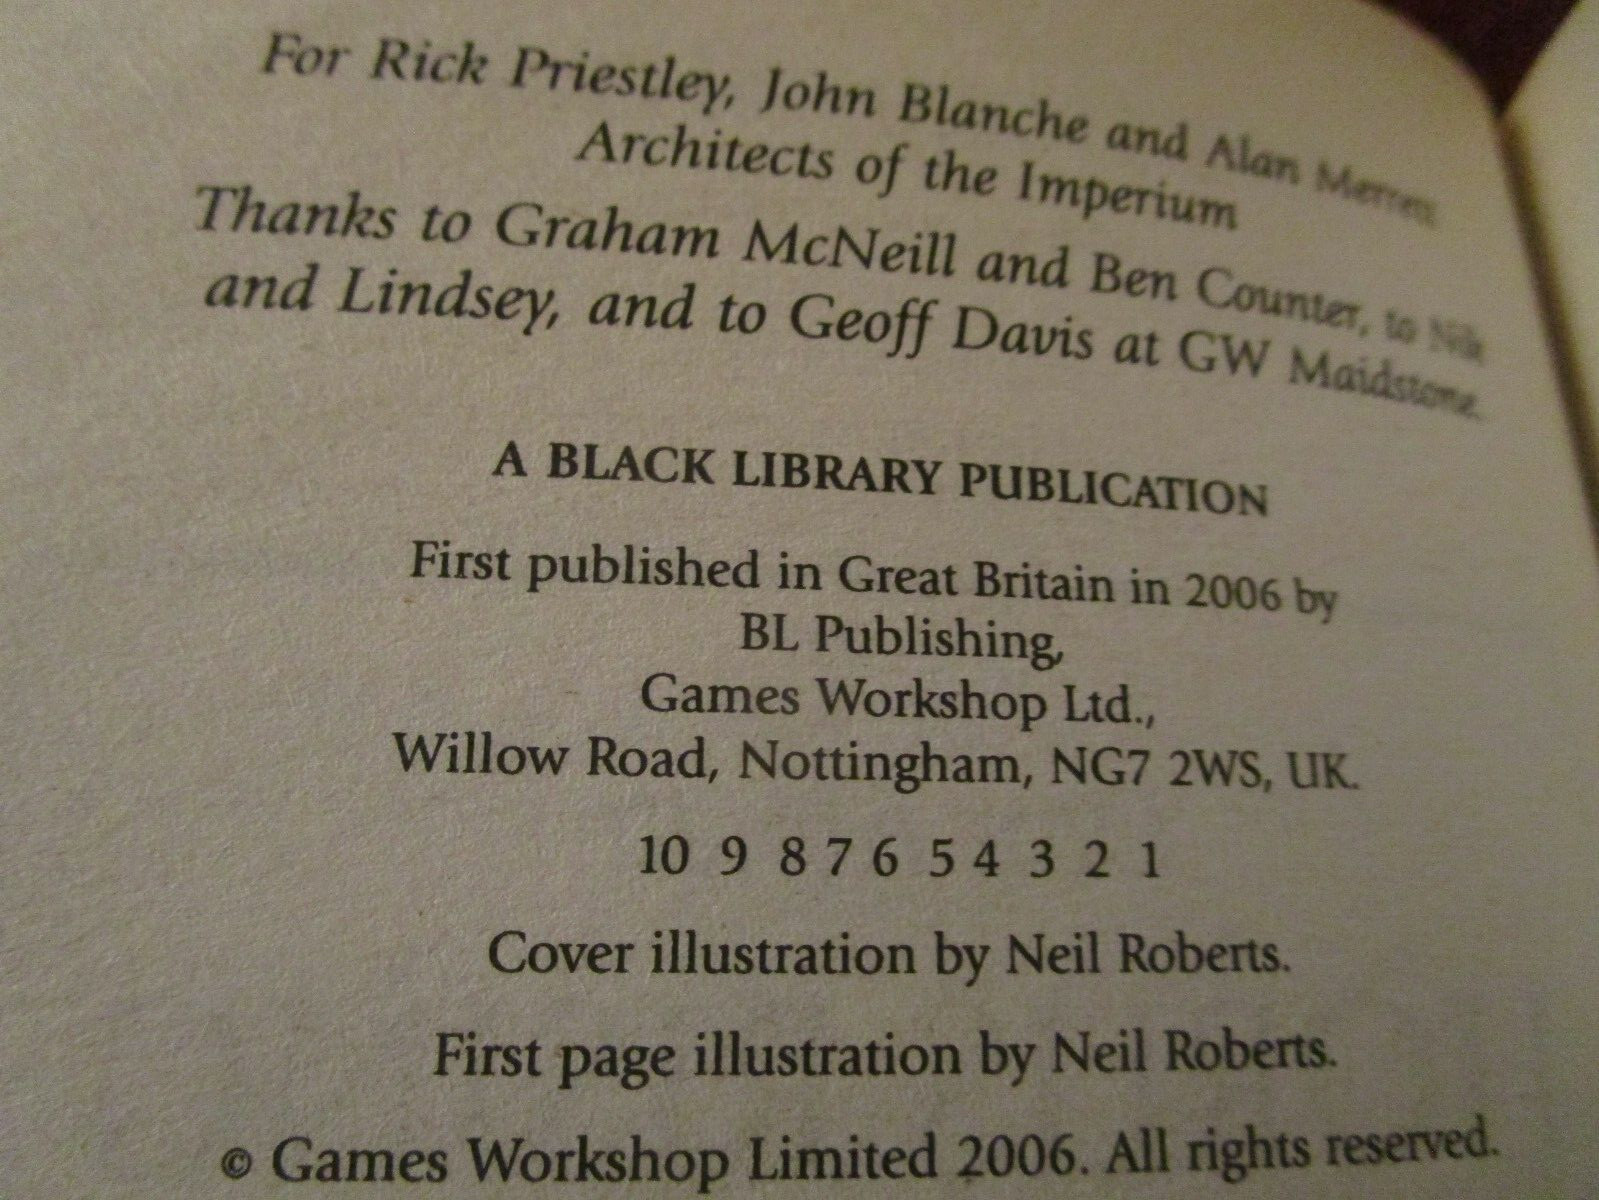 For Rick Priestley, John Blanche and Alan Merrett
Architects of the Imperium
Thanks to Graham McNeill and Ben Counter, to Nik
and Lindsey, and to Geoff Davis at GW Maidstone.
A BLACK LIBRARY PUBLICATION
First published in Great Britain in 2006 by
BL Publishing,
Games Workshop Ltd.,
Willow Road, Nottingham, NG7 2WS, UK.
10 9 8 7 6 5 4 3 2 1
Cover illustration by Neil Roberts.
First page illustration by Neil Roberts.
© Games Workshop Limited 2006. All rights reserved.